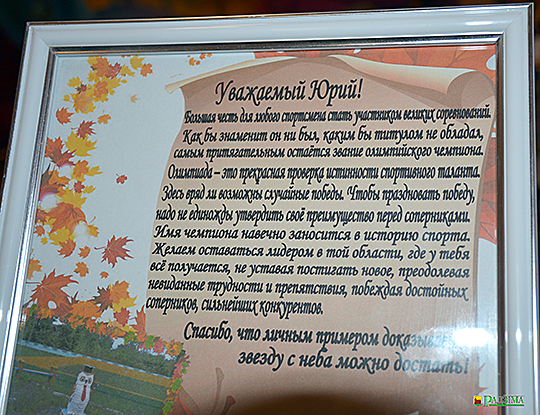 Уважаемый Юрий!
Большая честь для любого спортсмена стать участником великих соревнований.
Как бы знаменит он ни был, каким бы титулом не обладал,
самым притягательным остаётся звание олимпийского чемпиона.
Олимпиада – это прекрасная проверка истинности спортивного таланта.
Здесь вряд ли возможны случайные победы. Чтобы праздновать победу,
надо не единожды утвердить своё преимущество перед соперниками.
Имя чемпиона навечно заносится в историю спорта.
Желаем оставаться лидером в той области, где у тебя
всё получается, не уставая постигать новое, преодолевая
невиданные трудности и препятствия, побеждая достойных
соперников, сильнейших конкурентов.
Спасибо, что личным примером
звезду с неба можно достать!